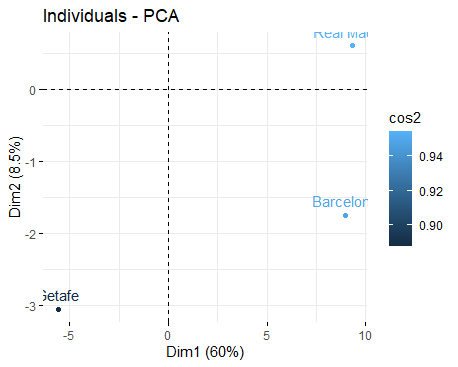 Individuals - PCA
Real Mad
Barcelon
Getafe
0
-1
-2
-3
-5
0
5
10
Dim1 (60%)
Dim2 (8.5%)
cos2
0.94
0.92
0.90